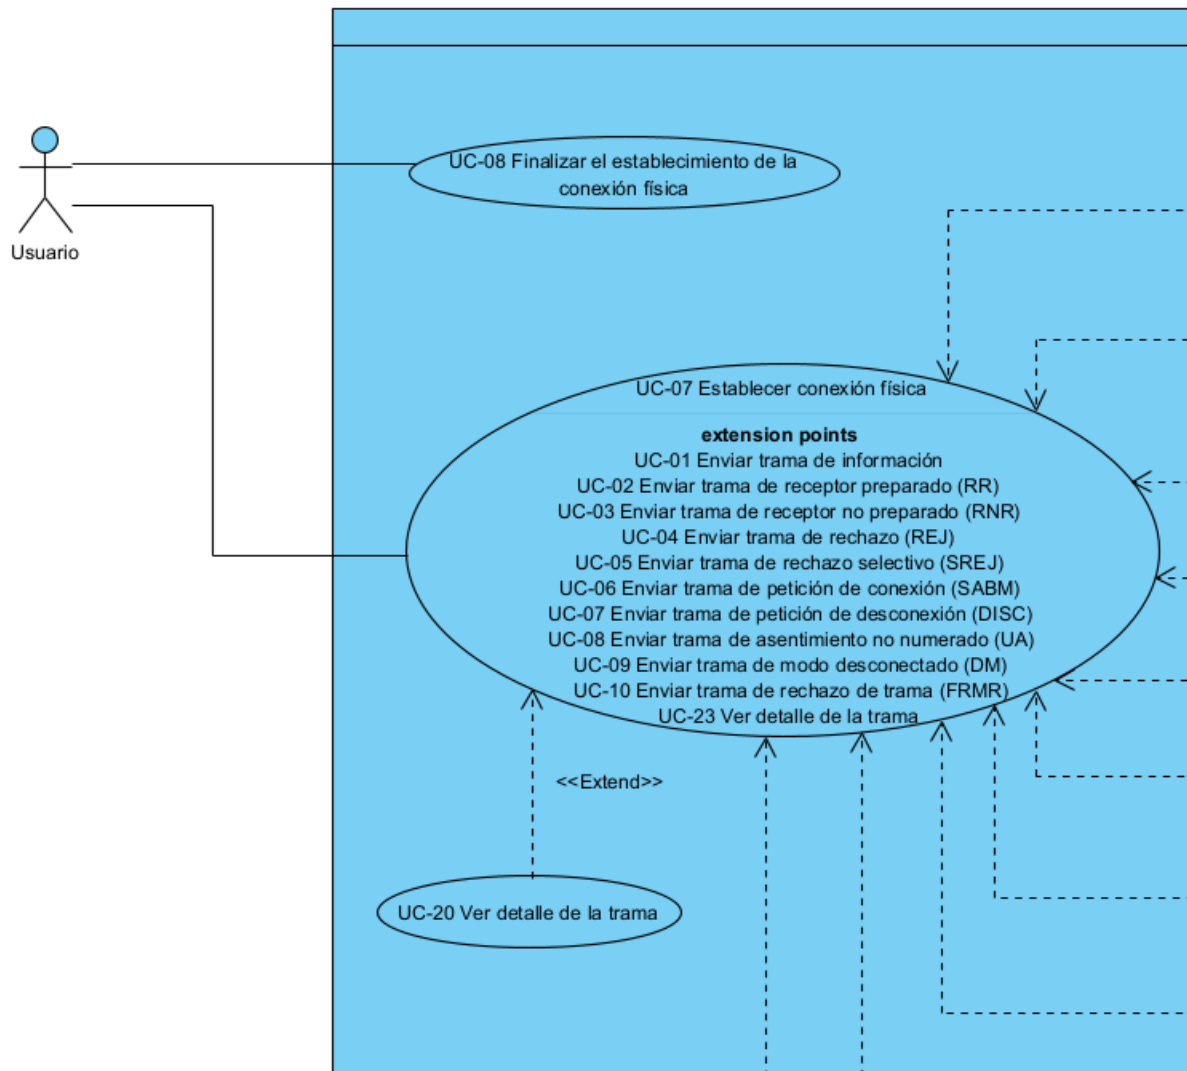 UC-08 Finalizar el establecimiento de la
conexión física
Usuario
UC-07 Establecer conexión física
extension points
UC-01 Enviar trama de información
UC-02 Enviar trama de receptor preparado (RR)
UC-03 Enviar trama de receptor no preparado (RNR)
UC-04 Enviar trama de rechazo (REJ)
UC-05 Enviar trama de rechazo selectivo (SREJ)
UC-06 Enviar trama de petición de conexión (SABM)
UC-07 Enviar trama de petición de desconexión (DISC)
UC-08 Enviar trama de asentimiento no numerado (UA)
UC-09 Enviar trama de modo desconectado (DM)
UC-10 Enviar trama de rechazo de trama (FRMR)
UC-23 Ver detalle de la trama
<<Extend>>
UC-20 Ver detalle de la trama